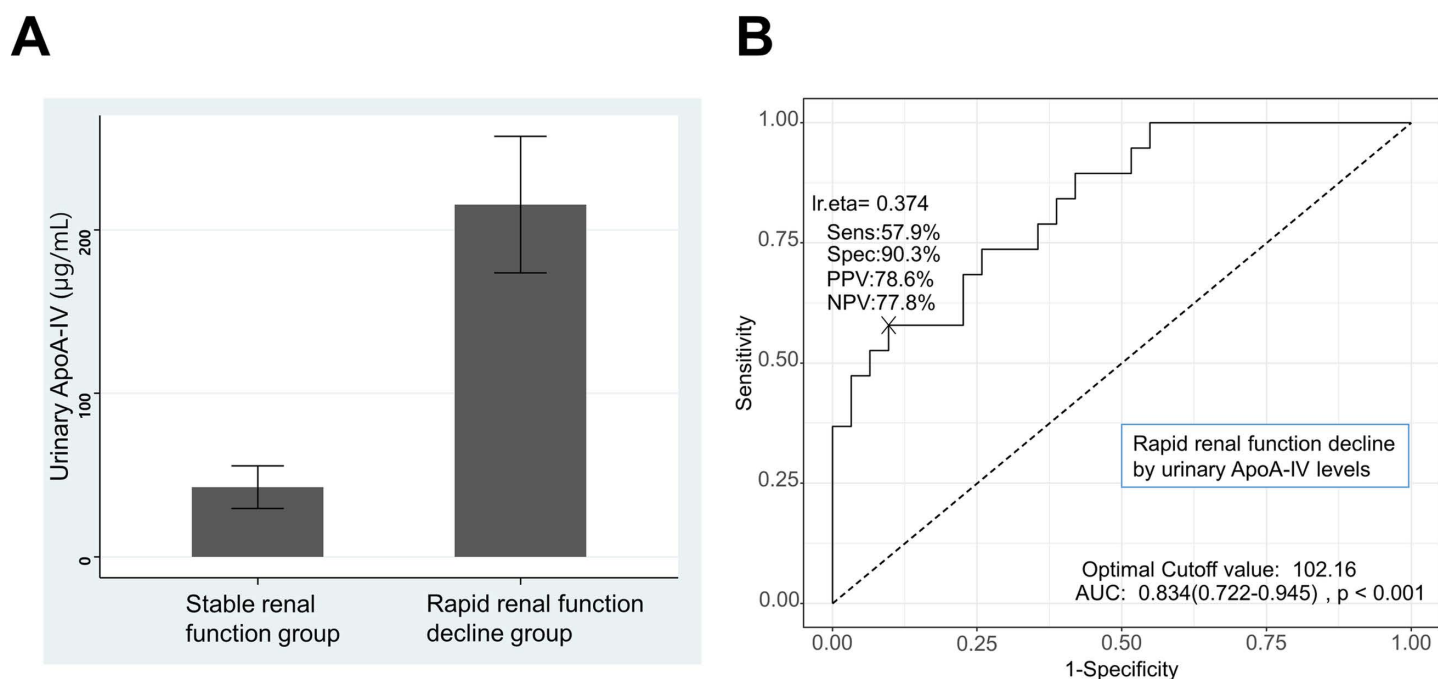 A
Urinary ApoA-IV (µg/mL)
200
100
0
Stable renal
function group
Rapid renal function
decline group
B
Sensitivity
1.00
0.75
0.50
0.25
0.00
lr.eta= 0.374
Sens:57.9%
Spec:90.3%
PPV:78.6%
NPV:77.8%
Rapid renal function decline
by urinary ApoA-IV levels
Optimal Cutoff value: 102.16
AUC: 0.834(0.722-0.945) , p < 0.001
0.00 0.25 0.50 0.75 1.00
1-Specificity